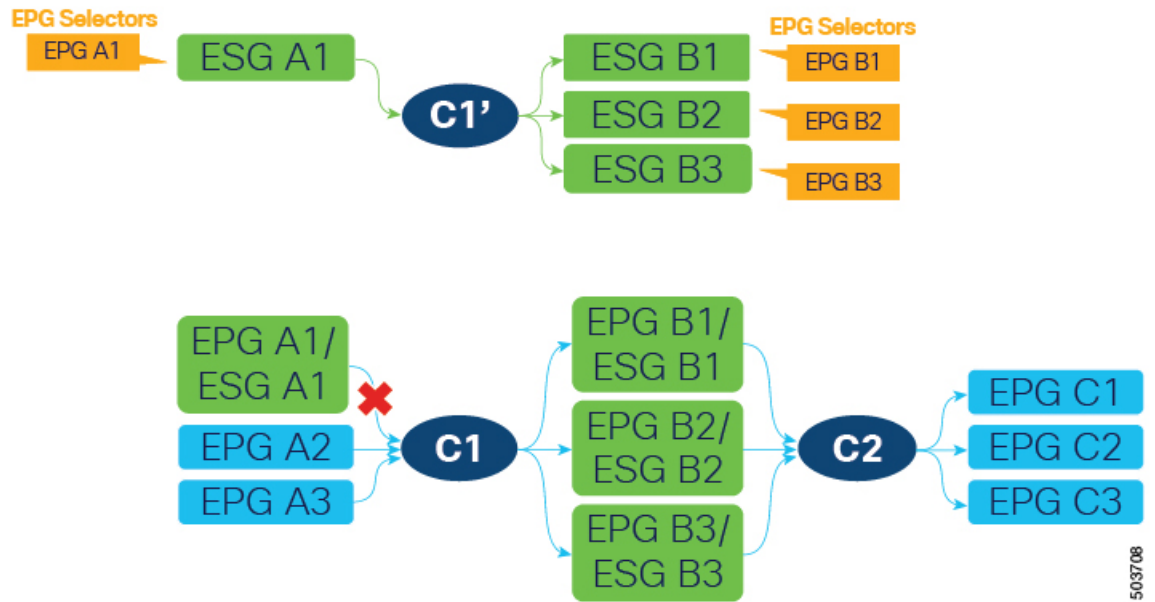 EPG Selectors
EPG A1
ESG A1
C1’
ESG B1
ESG B2
ESG B3
EPG Selectors
EPG B1
EPG B2
EPG B3
EPG A1/
ESG A1
EPG A2
EPG A3
C1
EPG B1/
ESG B1
EPG B2/
ESG B2
EPG B3/
ESG B3
C2
EPG C1
EPG C2
EPG C3
503708